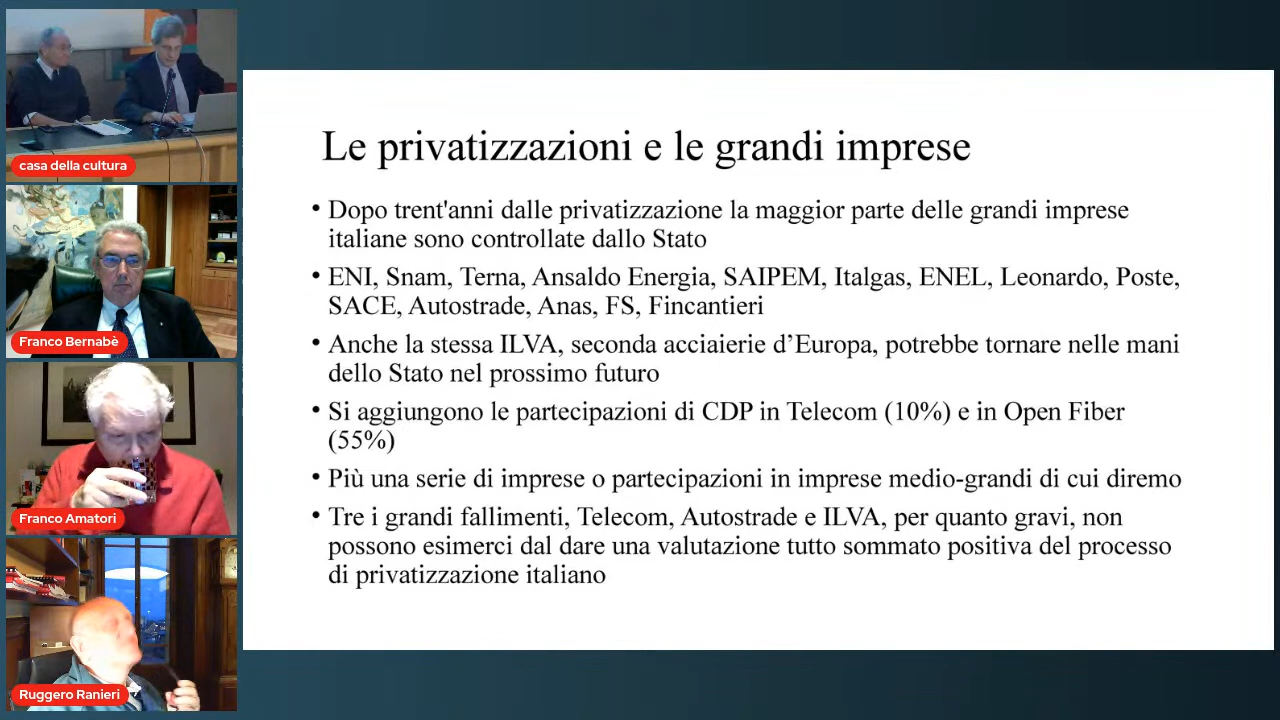 casa della cultura
Franco Bernabè
Franco Amatori
Ruggero Ranieri
Le privatizzazioni e le grandi imprese
• Dopo trent'anni dalle privatizzazione la maggior parte delle grandi imprese
italiane sono controllate dallo Stato
• ENI, Snam, Terna, Ansaldo Energia, SAIPEM, Italgas, ENEL, Leonardo, Poste,
SACE, Autostrade, Anas, FS, Fincantieri
• Anche la stessa ILVA, seconda acciaierie d’Europa, potrebbe tornare nelle mani
dello Stato nel prossimo futuro
• Si aggiungono le partecipazioni di CDP in Telecom (10%) e in Open Fiber
(55%)
• Più una serie di imprese o partecipazioni in imprese medio-grandi di cui diremo
• Tre i grandi fallimenti, Telecom, Autostrade e ILVA, per quanto gravi, non
possono esimerci dal dare una valutazione tutto sommato positiva del processo
di privatizzazione italiano